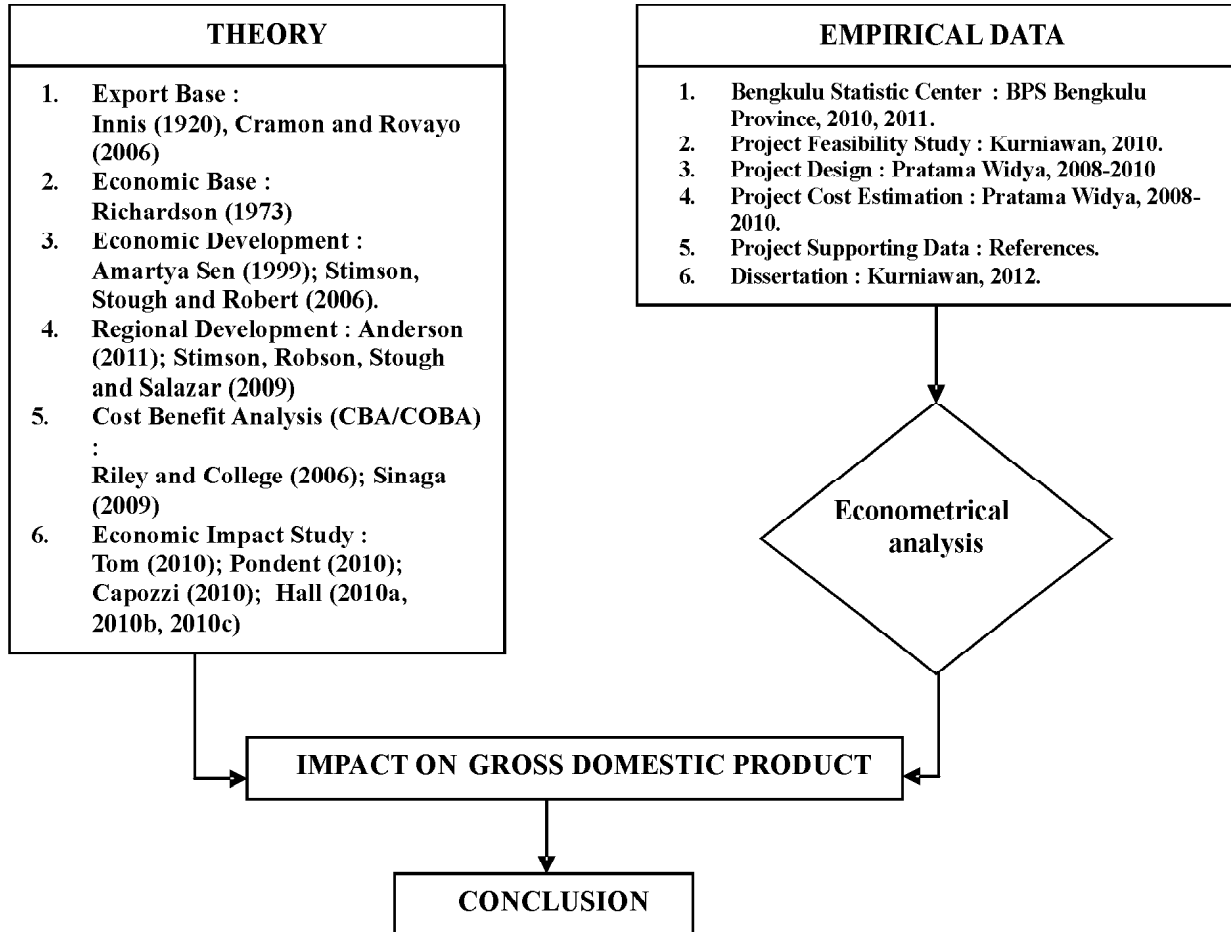 THEORY
1. Export Base :
Innis (1920), Cramon and Rovayo
(2006)
2. Economic Base :
Richardson (1973)
3. Economic Development :
Amartya Sen (1999); Stimson,
Stough and Robert (2006).
4. Regional Development : Anderson
(2011); Stimson, Robson, Stough
and Salazar (2009)
5. Cost Benefit Analysis (CBA/COBA)
:
Riley and College (2006); Sinaga
(2009)
6. Economic Impact Study :
Tom (2010); Pondent (2010);
Capozzi (2010); Hall (2010a,
2010b, 2010c)
EMPIRICAL DATA
1. Bengkulu Statistic Center : BPS Bengkulu
Province, 2010, 2011.
2. Project Feasibility Study : Kurniawan, 2010.
3. Project Design : Pratama Widya, 2008-2010
4. Project Cost Estimation : Pratama Widya, 2008-
2010.
5. Project Supporting Data : References.
6. Dissertation : Kurniawan, 2012.
Econometrical
analysis
IMPACT ON GROSS DOMESTIC PRODUCT
CONCLUSION